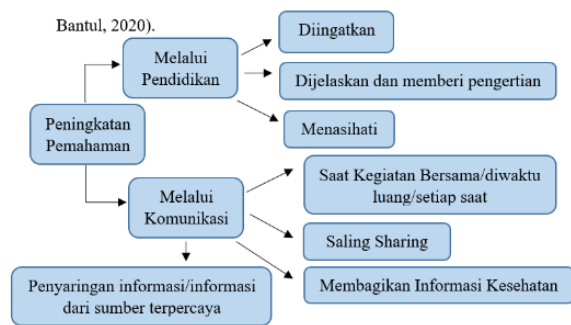 Bantul, 2020).
Peningkatan
Pemahaman
Melalui
Pendidikan
Diingatkan
Dijelaskan dan memberi pengertian
Menasihati
Melalui
Komunikasi
Saat Kegiatan Bersama/diwaktu
luang/setiap saat
Saling Sharing
Membagikan Informasi Kesehatan
Penyaringan informasi/informasi
dari sumber terpercaya